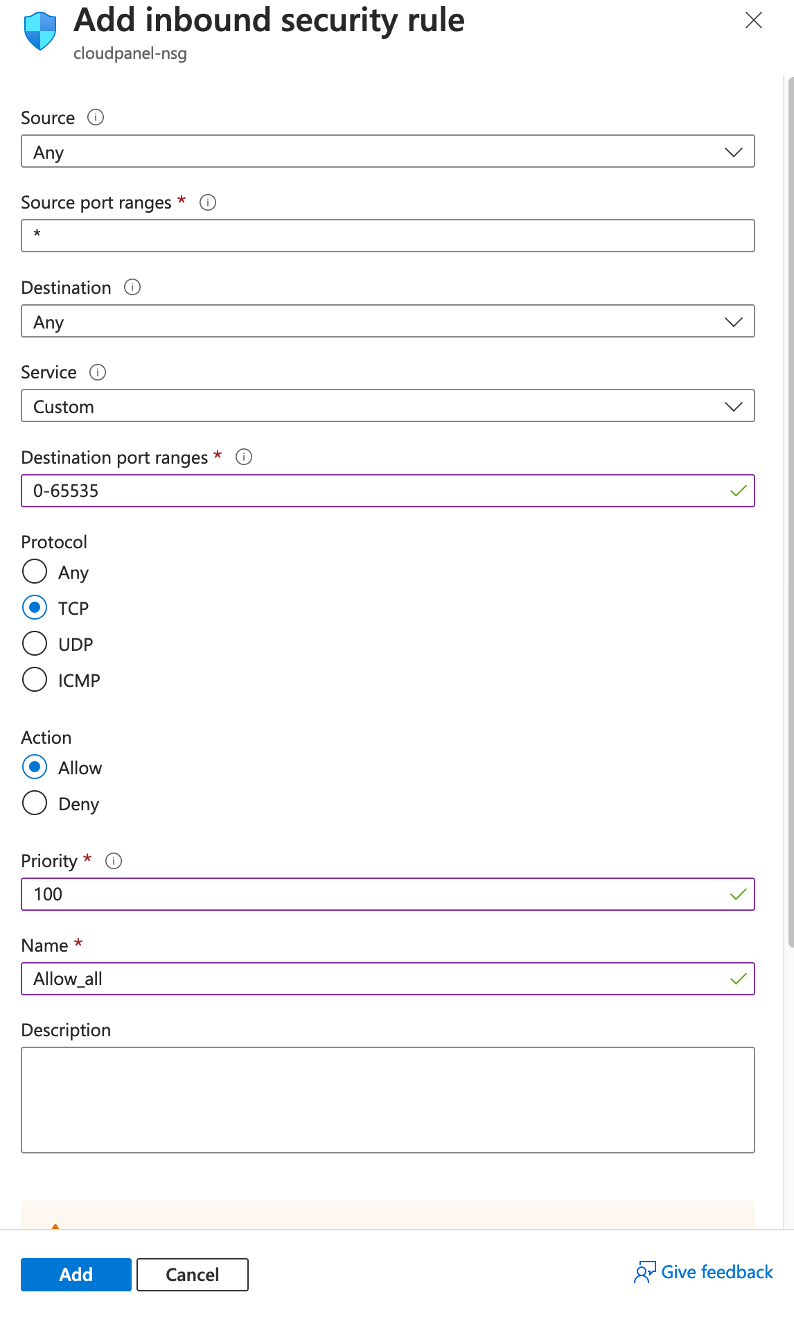 Add inbound security rule
cloudpanel-nsg
Source
Any
Source port ranges *
*
Destination
Any
Service
Custom
Destination port ranges *
0-65535
Protocol
Any
TCP
UDP
ICMP
Action
Allow
Deny
Priority *
100
Name *
Allow_all
Description
Add
Cancel
Give feedback